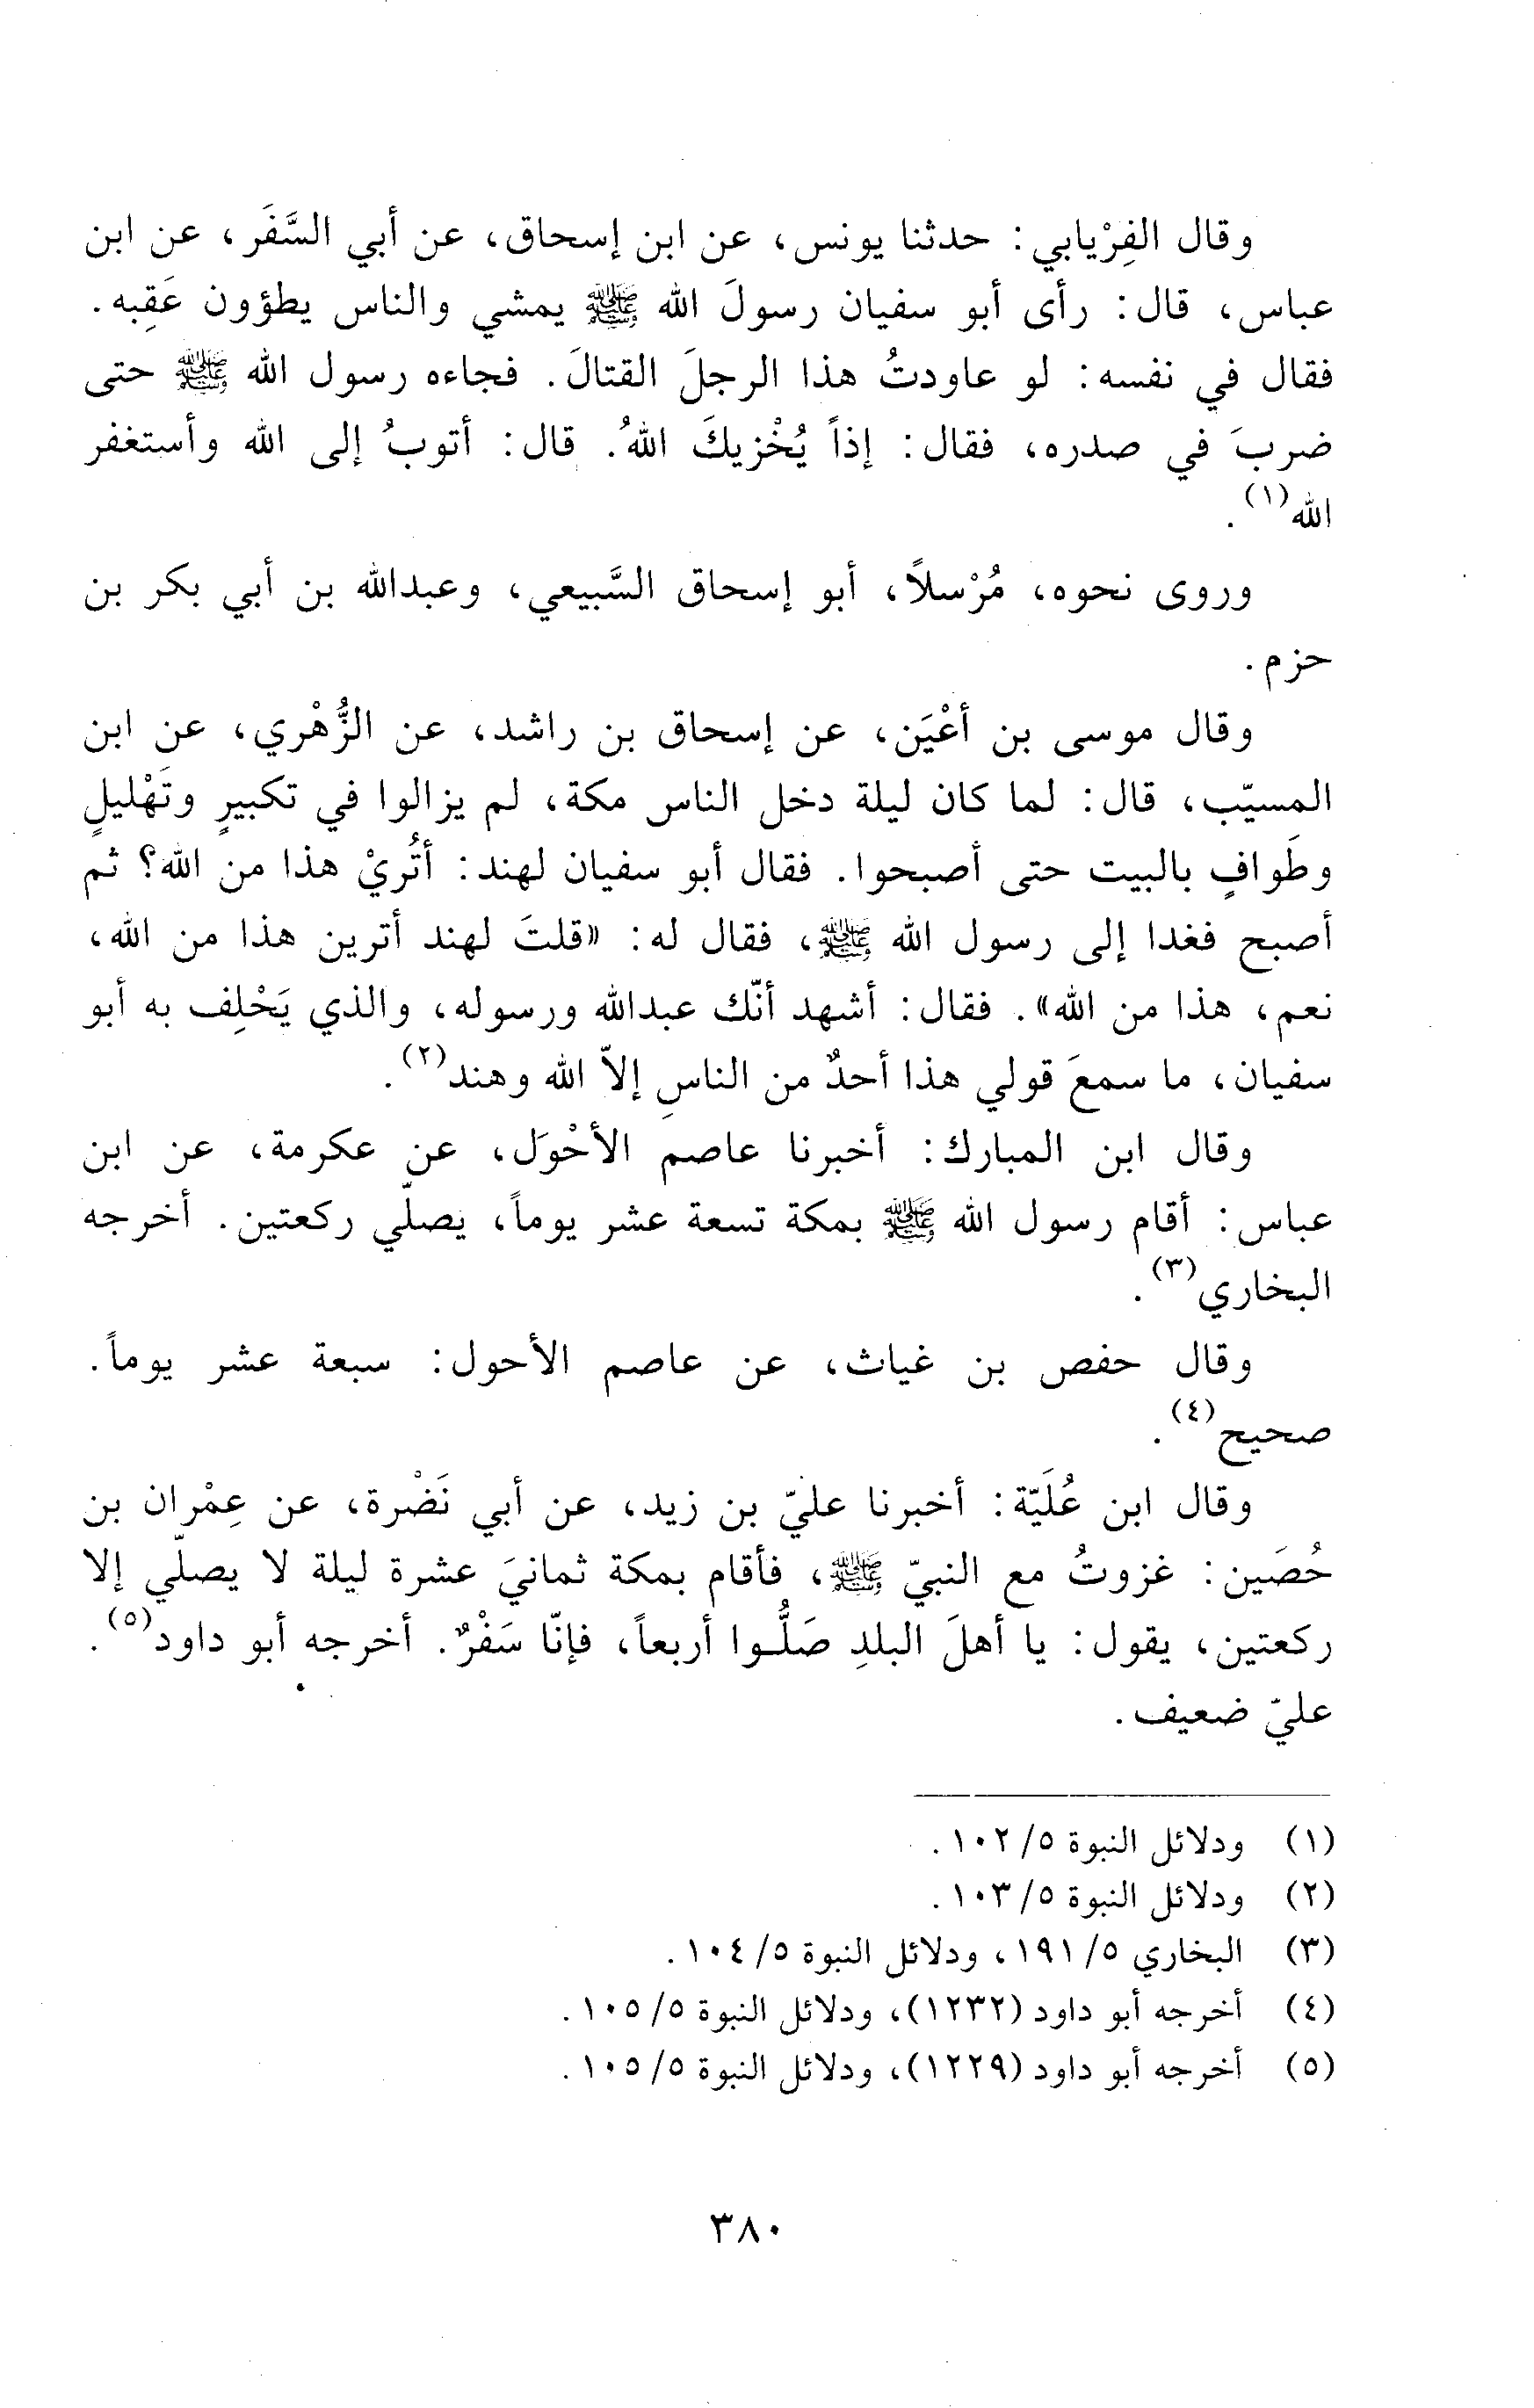 وقال الفِرْيابي: حدثنا يونس، عن ابن إسحاق، عن أبي السَّفَر، عن ابن
عباس، قال: رأى أبو سفيان رسولَ الله ﷺ يمشي والناس يطؤون عَقِبه.
فقال في نفسه: لو عاودتُ هذا الرجلَ القتالَ. فجاءه رسول الله ﷺ حتى
ضربَ في صدره، فقال: إذاً يُخْزيكَ اللهُ. قال: أتوبُ إلى الله وأستغفر
الله(١).
وروى نحوه، مُرْسلاً، أبو إسحاق السَّبيعي، وعبدالله بن أبي بكر بن
حزم.
وقال موسى بن أعْيَن، عن إسحاق بن راشد، عن الزُّهْري، عن ابن
المسيّب، قال: لما كان ليلة دخل الناس مكة، لم يزالوا في تكبيرٍ وتَهْليلٍ
وطَوافٍ بالبيت حتى أصبحوا. فقال أبو سفيان لهند: أتُريْ هذا من الله؟ ثم
أصبح فغدا إلى رسول الله ﷺ، فقال له: «قلتَ لهند أترين هذا من الله،
نعم، هذا من الله». فقال: أشهد أنّك عبدالله ورسوله، والذي يَحْلِف به أبو
سفيان، ما سمعَ قولي هذا أحدٌ من الناسِ إلاّ الله وهند(٢).
وقال ابن المبارك: أخبرنا عاصم الأحْوَل، عن عكرمة، عن ابن
عباس: أقام رسول الله ﷺ بمكة تسعة عشر يوماً، يصلّي ركعتين. أخرجه
البخاري(٣).
وقال حفص بن غياث، عن عاصم الأحول: سبعة عشر يوماً.
صحيح(٤).
وقال ابن عُلَيّة: أخبرنا عليّ بن زيد، عن أبي نَضْرة، عن عِمْران بن
حُصَين: غزوتُ مع النبيّ ﷺ، فأقام بمكة ثمانيَ عشرة ليلة لا يصلّي إلا
ركعتين، يقول: يا أهلَ البلدِ صَلُّوا أربعاً، فإنّا سَفْرٌ. أخرجه أبو داود(٥).
عليّ ضعيف.
(١) ودلائل النبوة ٥/ ١٠٢.
(٢) ودلائل النبوة ٥/ ١٠٣.
(٣) البخاري ٥/ ١٩١، ودلائل النبوة ٥/ ١٠٤.
(٤) أخرجه أبو داود (١٢٣٢)، ودلائل النبوة ٥/ ١٠٥.
(٥) أخرجه أبو داود (١٢٢٩)، ودلائل النبوة ٥/ ١٠٥.
٣٨٠